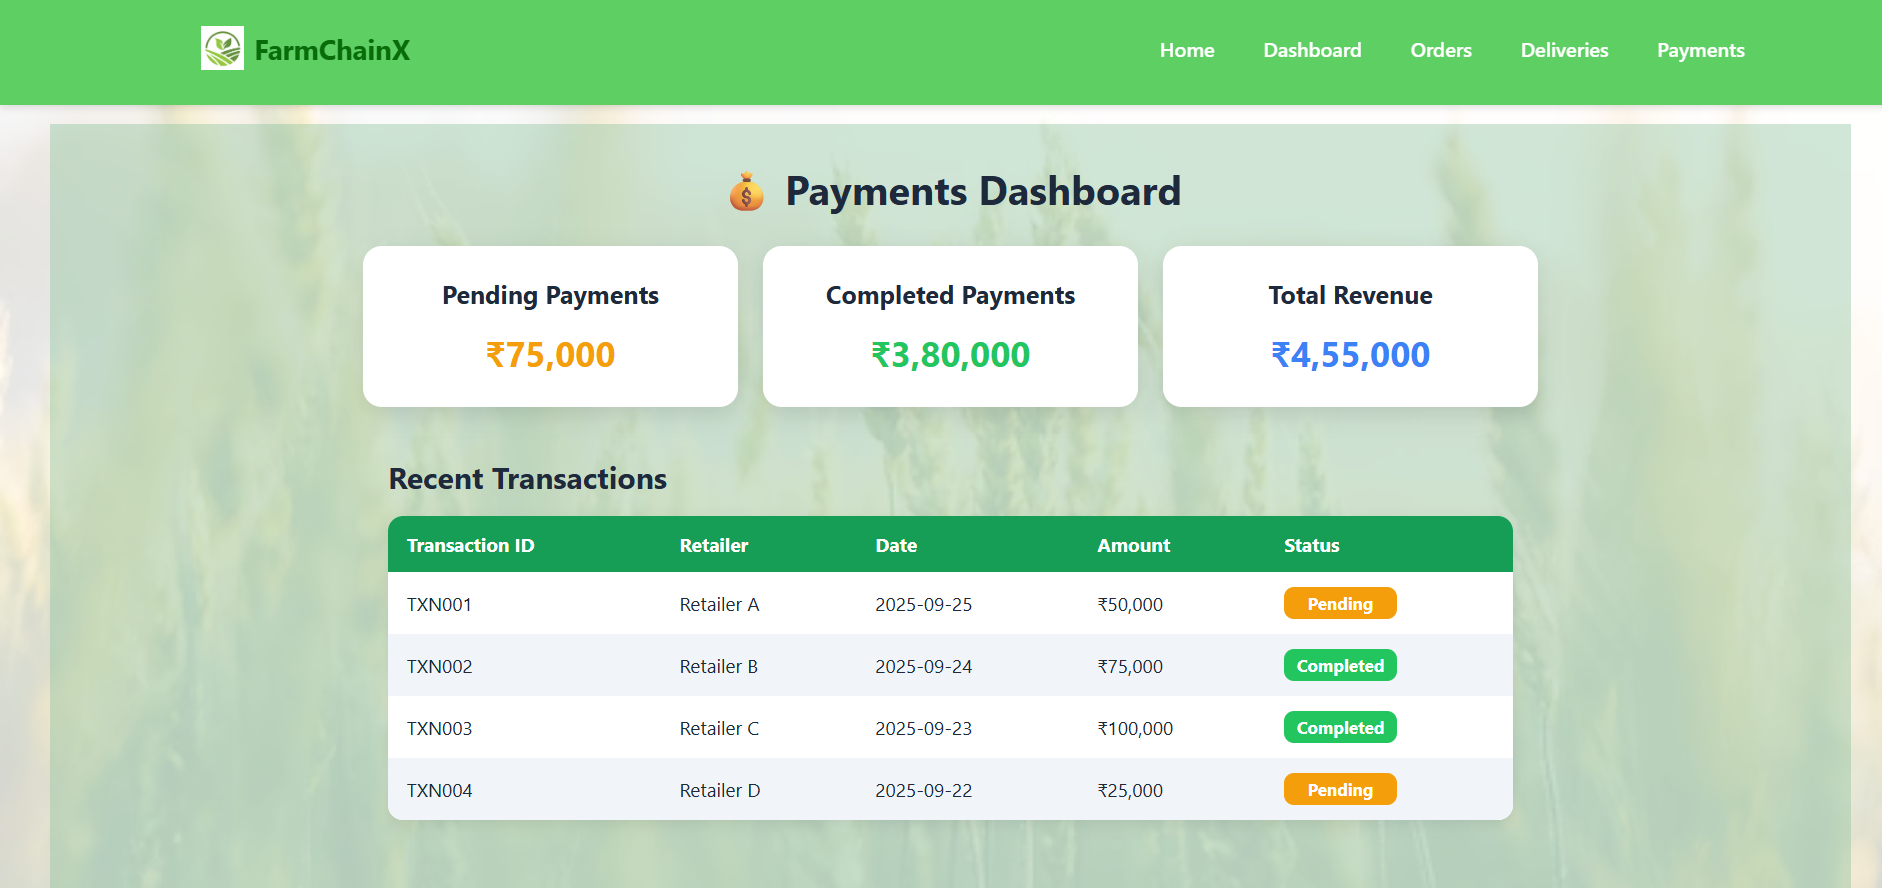 FarmChainX
Home Dashboard Orders Deliveries Payments
Payments Dashboard
Pending Payments Completed Payments Total Revenue
₹75,000 ₹3,80,000 ₹4,55,000
Recent Transactions
Transaction ID Retailer Date Amount Status
TXN001 Retailer A 2025-09-25 ₹50,000 Pending
TXN002 Retailer B 2025-09-24 ₹75,000 Completed
TXN003 Retailer C 2025-09-23 ₹100,000 Completed
TXN004 Retailer D 2025-09-22 ₹25,000 Pending